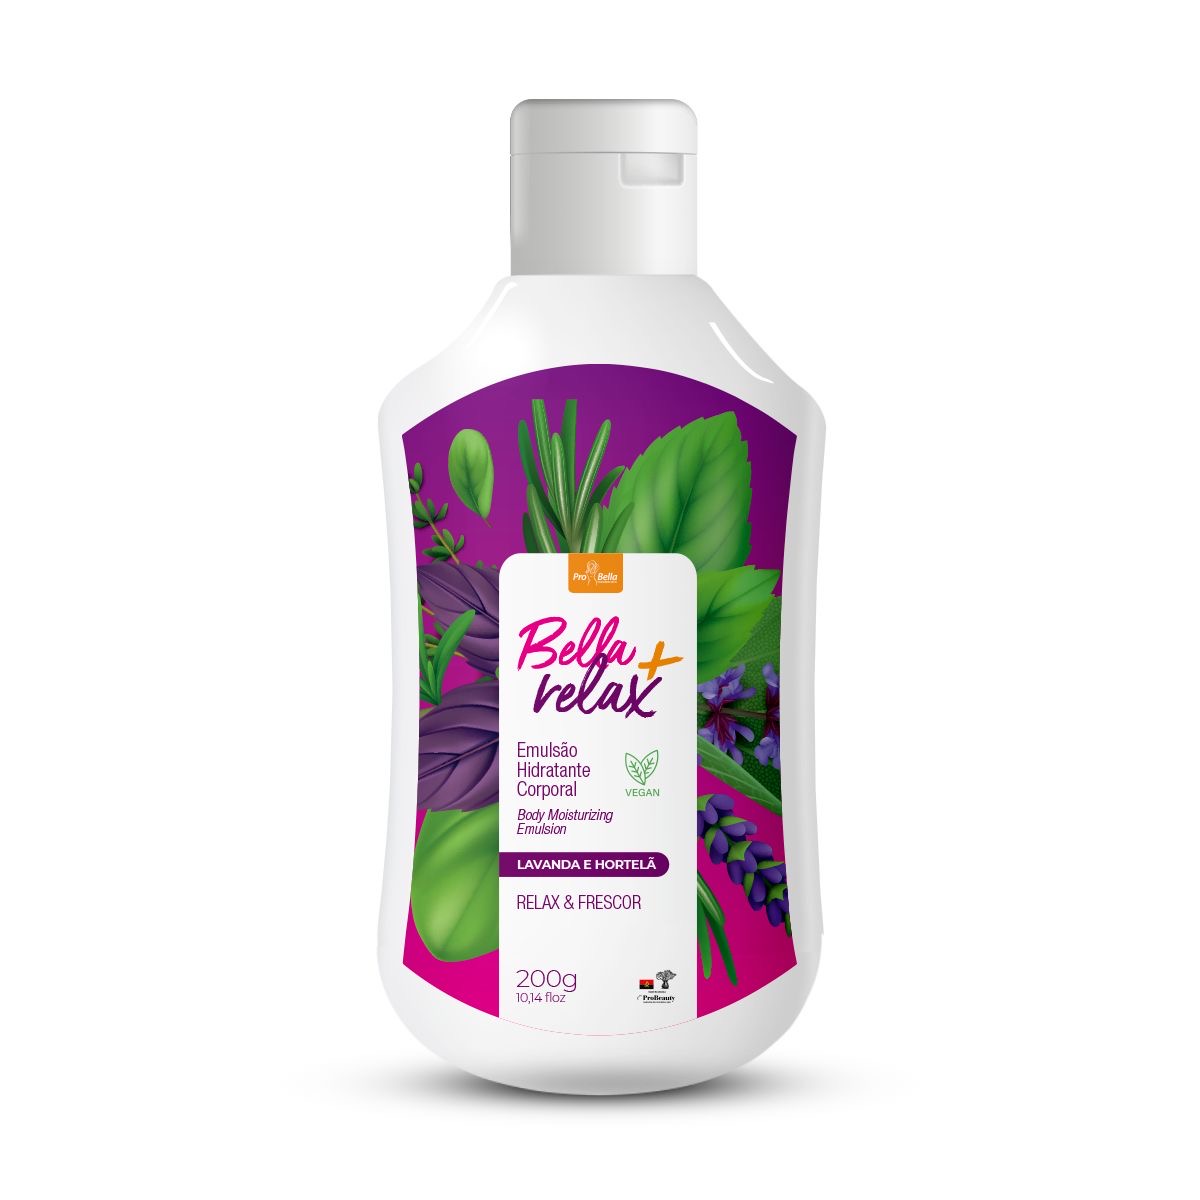 Pro Bella
Bella +
relax
Emulsão
Hidratante
Corporal
VEGAN
Body Moisturizing
Emulsion
LAVANDA E HORTELÃ
RELAX & FRESCOR
200g
10,14 floz
ProBeauty